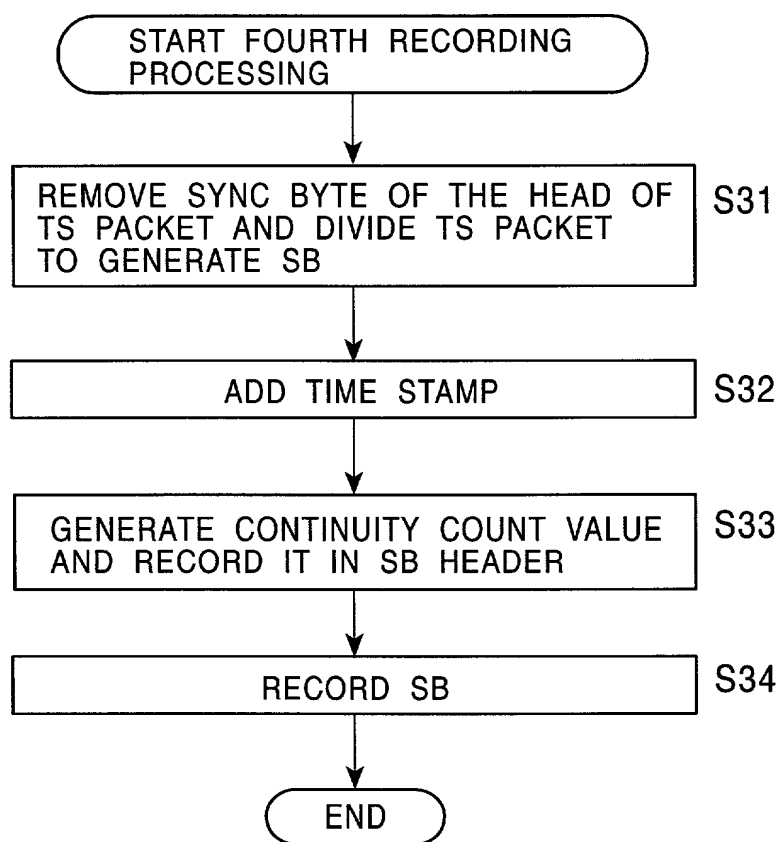 START FOURTH RECORDING
PROCESSING
REMOVE SYNC BYTE OF THE HEAD OF
TS PACKET AND DIVIDE TS PACKET
TO GENERATE SB
S31
ADD TIME STAMP
S32
GENERATE CONTINUITY COUNT VALUE
AND RECORD IT IN SB HEADER
S33
RECORD SB
S34
END